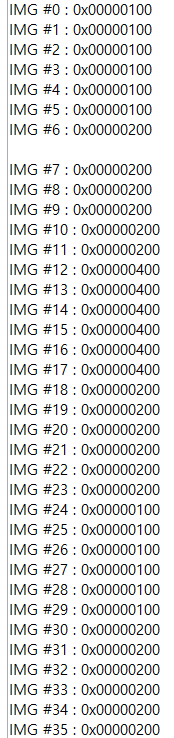 IMG #0 : 0x00000100
IMG #1 : 0x00000100
IMG #2 : 0x00000100
IMG #3 : 0x00000100
IMG #4 : 0x00000100
IMG #5 : 0x00000100
IMG #6 : 0x00000200

IMG #7 : 0x00000200
IMG #8 : 0x00000200
IMG #9 : 0x00000200
IMG #10 : 0x00000200
IMG #11 : 0x00000200
IMG #12 : 0x00000400
IMG #13 : 0x00000400
IMG #14 : 0x00000400
IMG #15 : 0x00000400
IMG #16 : 0x00000400
IMG #17 : 0x00000400
IMG #18 : 0x00000200
IMG #19 : 0x00000200
IMG #20 : 0x00000200
IMG #21 : 0x00000200
IMG #22 : 0x00000200
IMG #23 : 0x00000200
IMG #24 : 0x00000100
IMG #25 : 0x00000100
IMG #26 : 0x00000100
IMG #27 : 0x00000100
IMG #28 : 0x00000100
IMG #29 : 0x00000100
IMG #30 : 0x00000200
IMG #31 : 0x00000200
IMG #32 : 0x00000200
IMG #33 : 0x00000200
IMG #34 : 0x00000200
IMG #35 : 0x00000200